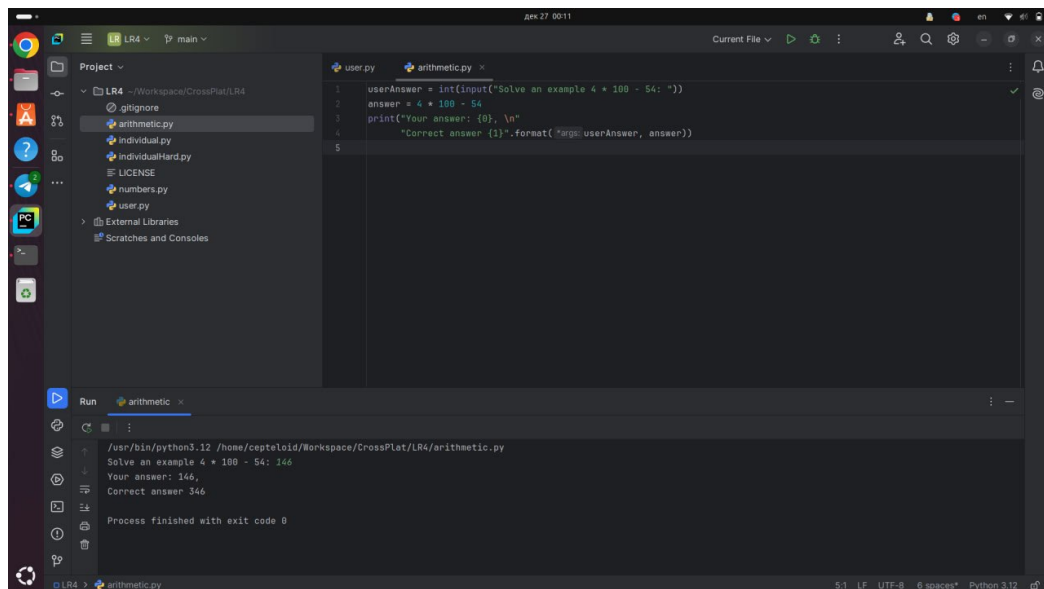 дек 27 00:11
en
LR LR4 main
Current File
Project
user.py arithmetic.py
LR4 ~/Workspace/CrossPlat/LR4
.gitignore
arithmetic.py
individual.py
individualHard.py
LICENSE
numbers.py
user.py
External Libraries
Scratches and Consoles
2
PC
1 userAnswer = int(input("Solve an example 4 * 100 - 54: "))
2 answer = 4 * 100 - 54
3 print("Your answer: {0}, \n"
4 "Correct answer {1}".format( *args: userAnswer, answer))
5
Run arithmetic
/usr/bin/python3.12 /home/cepteloid/Workspace/CrossPlat/LR4/arithmetic.py
Solve an example 4 * 100 - 54: 146
Your answer: 146,
Correct answer 346
Process finished with exit code 0
LR4 > arithmetic.py
5:1 LF UTF-8 6 spaces* Python 3.12